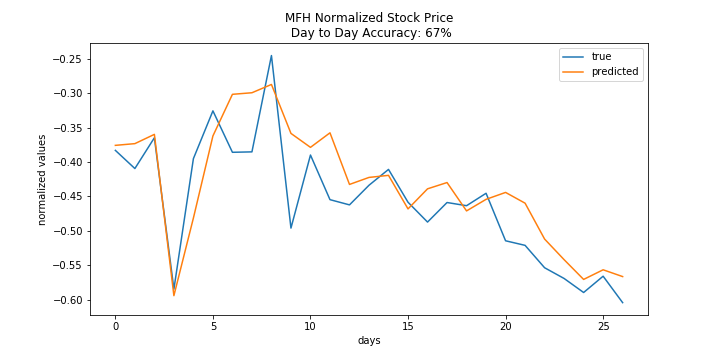 MFH Normalized Stock Price
Day to Day Accuracy: 67%
true
predicted
normalized values
−0.25
−0.30
−0.35
−0.40
−0.45
−0.50
−0.55
−0.60
0
5
10
15
20
25
days